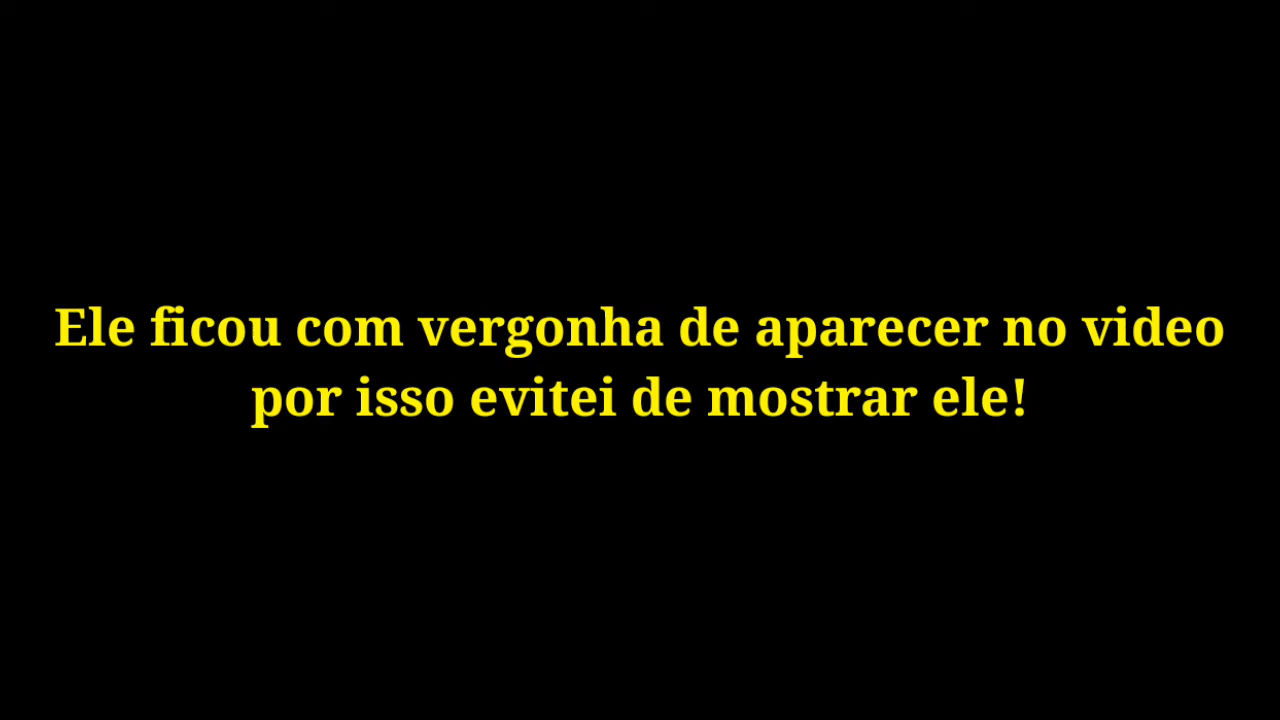 Ele ficou com vergonha de aparecer no video
por isso evitei de mostrar ele!